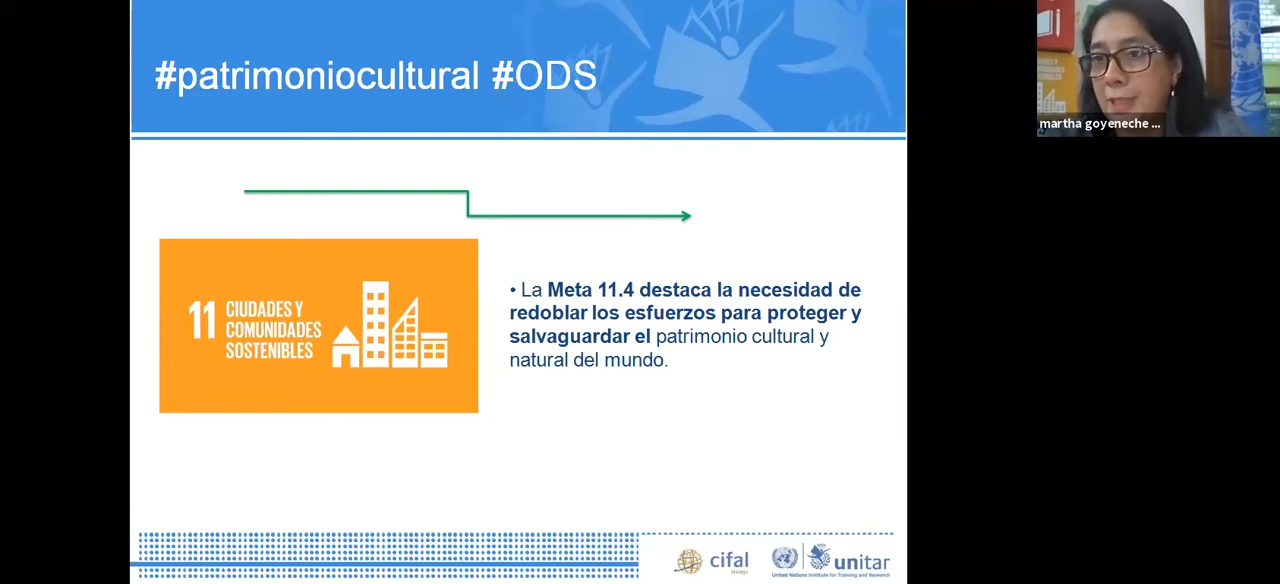 #patrimoniocultural #ODS
martha goyeneche ...
11 CIUDADES Y
COMUNIDADES
SOSTENIBLES
• La Meta 11.4 destaca la necesidad de
redoblar los esfuerzos para proteger y
salvaguardar el patrimonio cultural y
natural del mundo.
cifal
Málaga
unitar
United Nations Institute for Training and Research